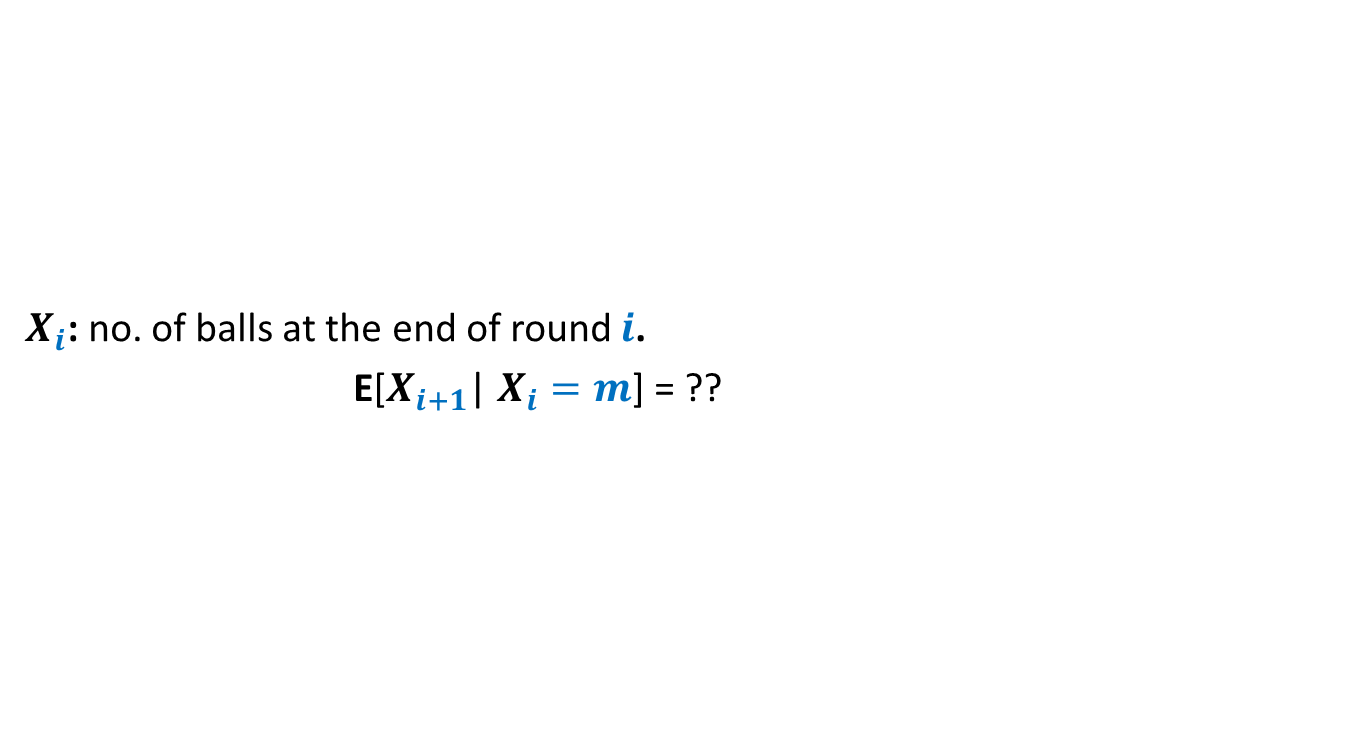 X_i: no. of balls at the end of round i.
E[X_{i+1}| X_i = m] = ??